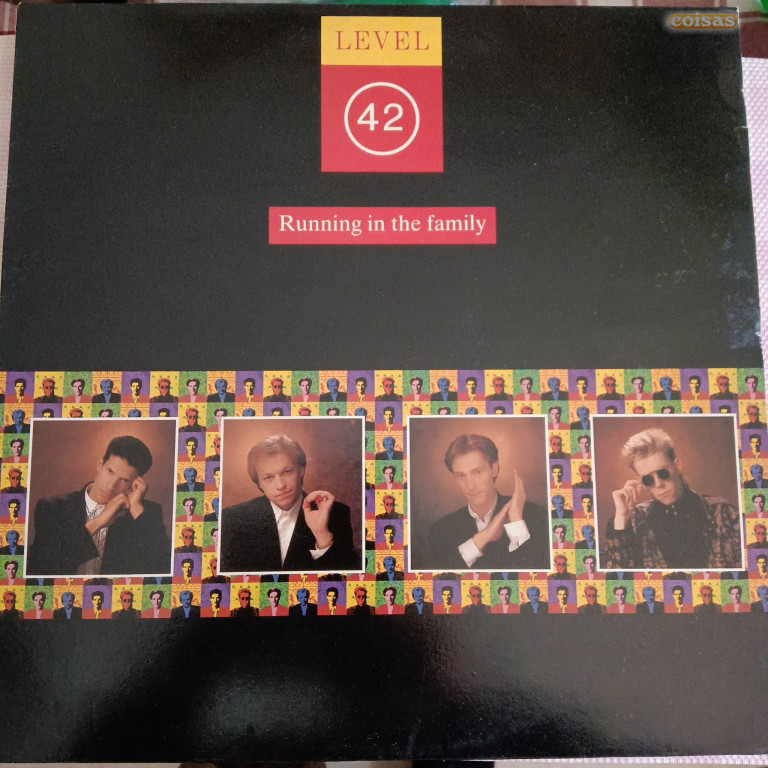 coisas
LEVEL
42
Running in the family